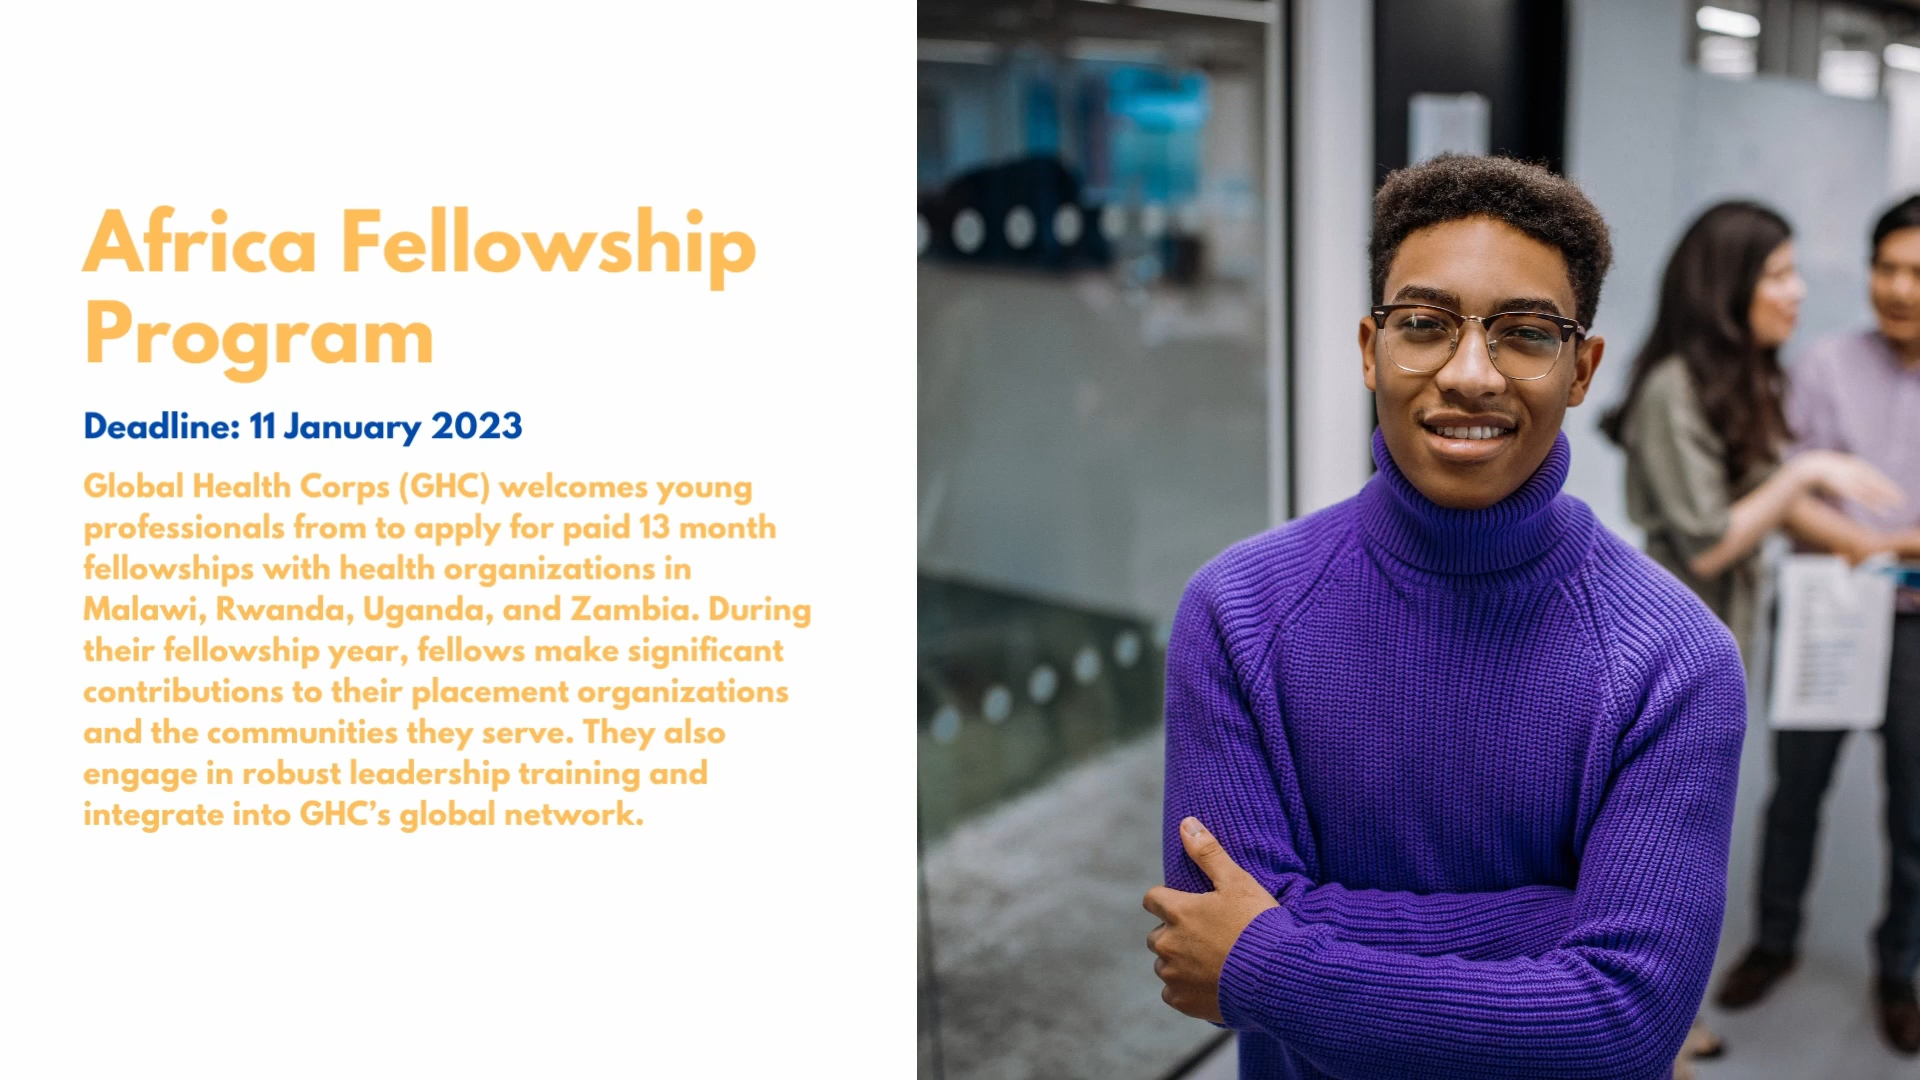 Africa Fellowship
Program
Deadline: 11 January 2023
Global Health Corps (GHC) welcomes young
professionals from to apply for paid 13 month
fellowships with health organizations in
Malawi, Rwanda, Uganda, and Zambia. During
their fellowship year, fellows make significant
contributions to their placement organizations
and the communities they serve. They also
engage in robust leadership training and
integrate into GHC’s global network.